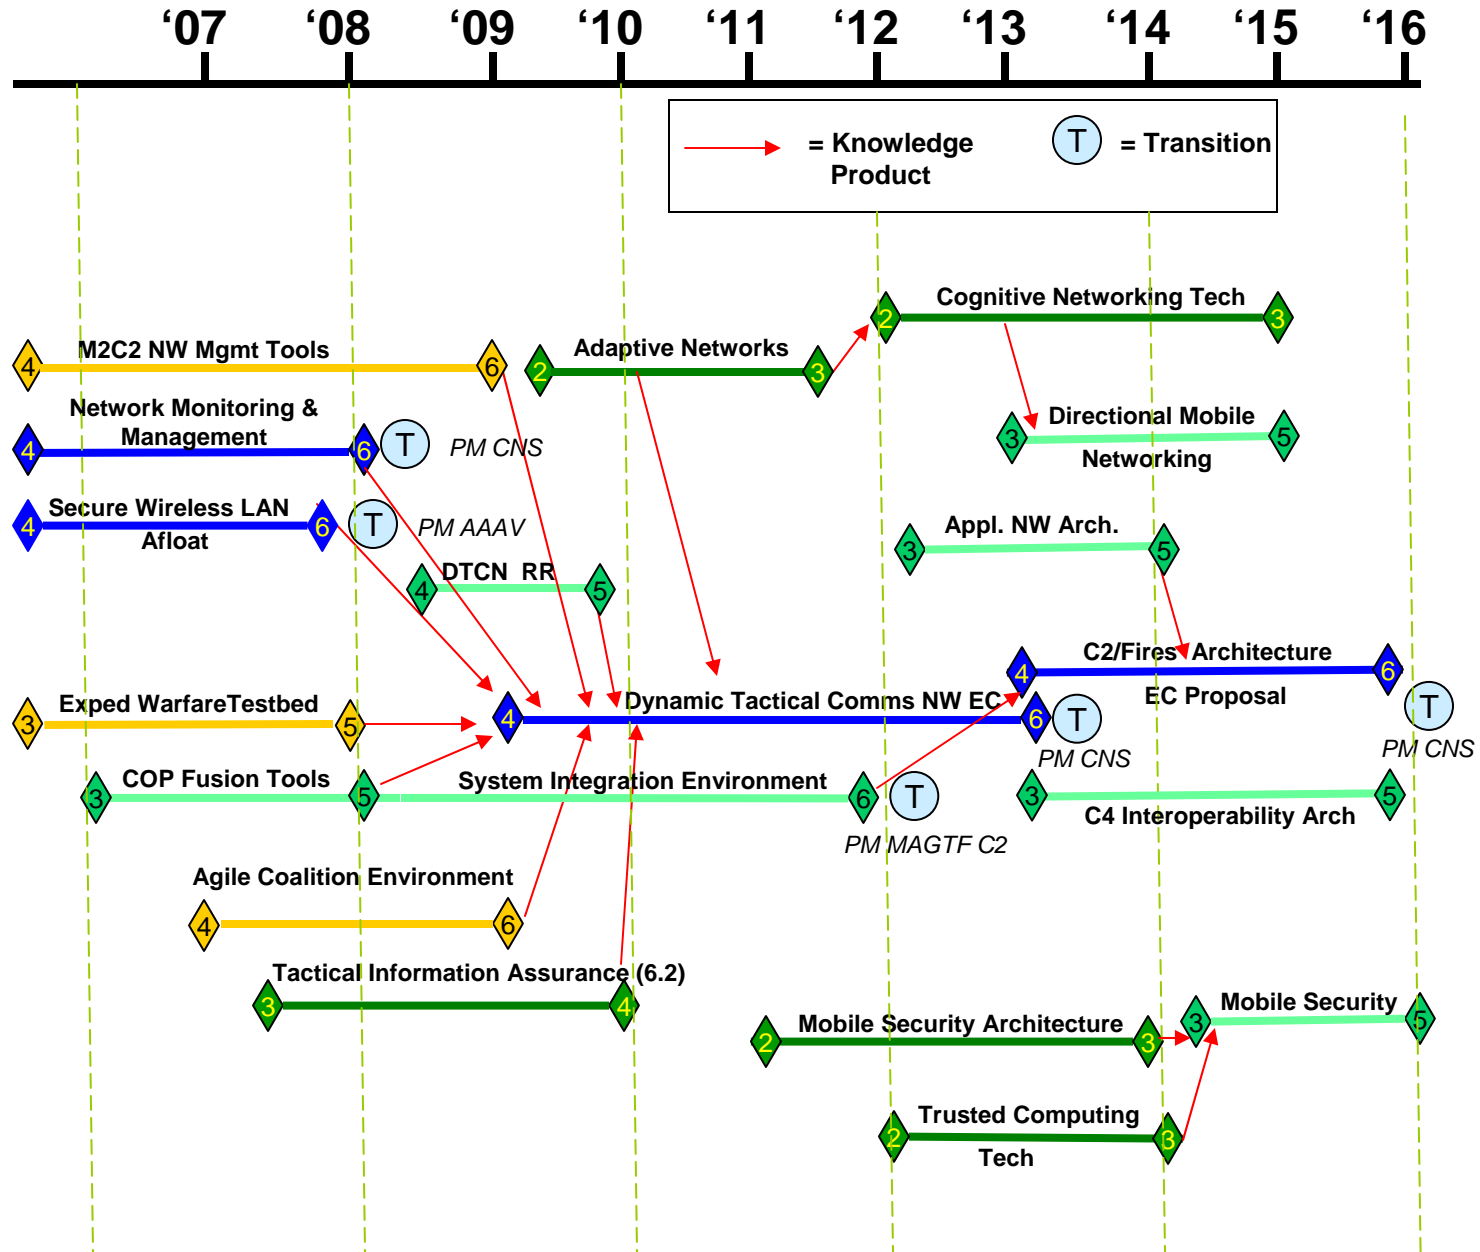 ‘07 ‘08 ‘09 ‘10 ‘11 ‘12 ‘13 ‘14 ‘15 ‘16
= Knowledge
Product
T = Transition
2 Cognitive Networking Tech 3
4 M2C2 NW Mgmt Tools 6
2 Adaptive Networks 3
Network Monitoring &
Management
4 6 T PM CNS
3 Directional Mobile 5
Networking
4 Secure Wireless LAN 6
Afloat
T PM AAAV
3 Appl. NW Arch. 5
4 DTCN RR 5
4 C2/Fires Architecture 6
EC Proposal
T
PM CNS
3 Exped WarfareTestbed 5
4 Dynamic Tactical Comms NW EC 6
T
PM CNS
3 COP Fusion Tools 5
System Integration Environment 6
T
PM MAGTF C2
3 5
C4 Interoperability Arch
Agile Coalition Environment
4 6
Tactical Information Assurance (6.2)
3 4
2 Mobile Security Architecture 3
3 Mobile Security 5
2 Trusted Computing 3
Tech